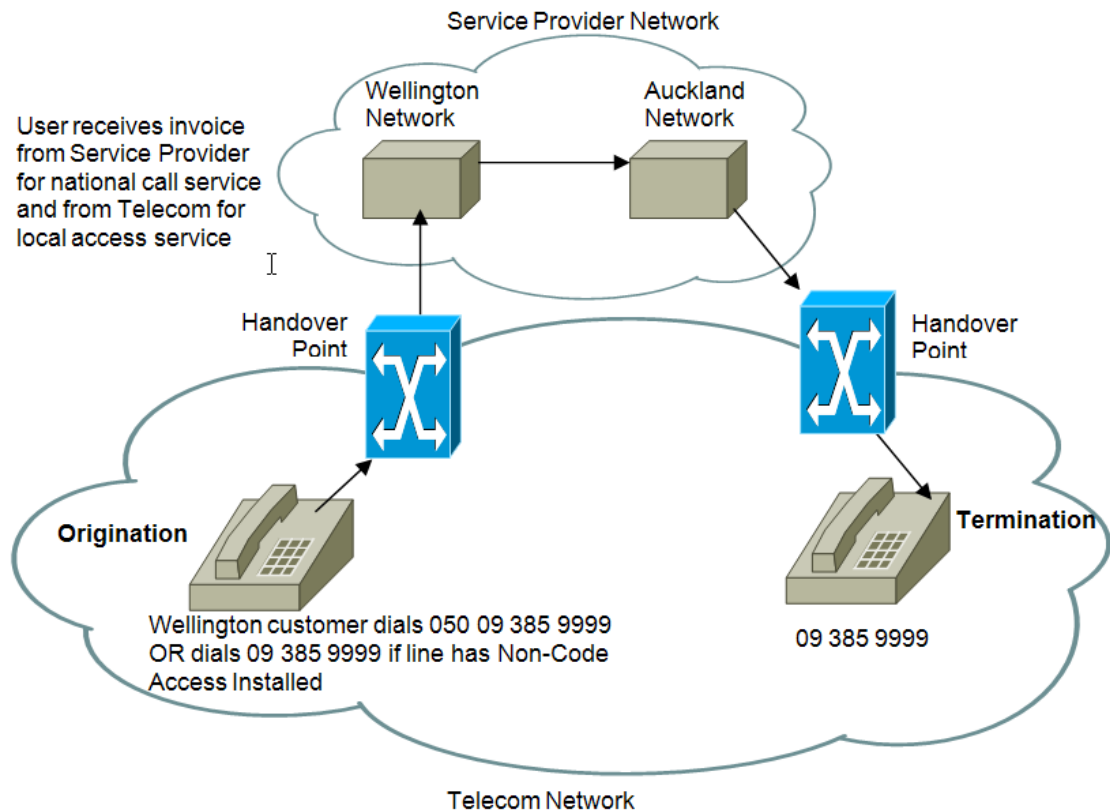 Service Provider Network
Wellington
Network
Auckland
Network
User receives invoice
from Service Provider
for national call service
and from Telecom for
local access service
Handover
Point
Handover
Point
Origination
Termination
Wellington customer dials 050 09 385 9999
OR dials 09 385 9999 if line has Non-Code
Access Installed
09 385 9999
Telecom Network